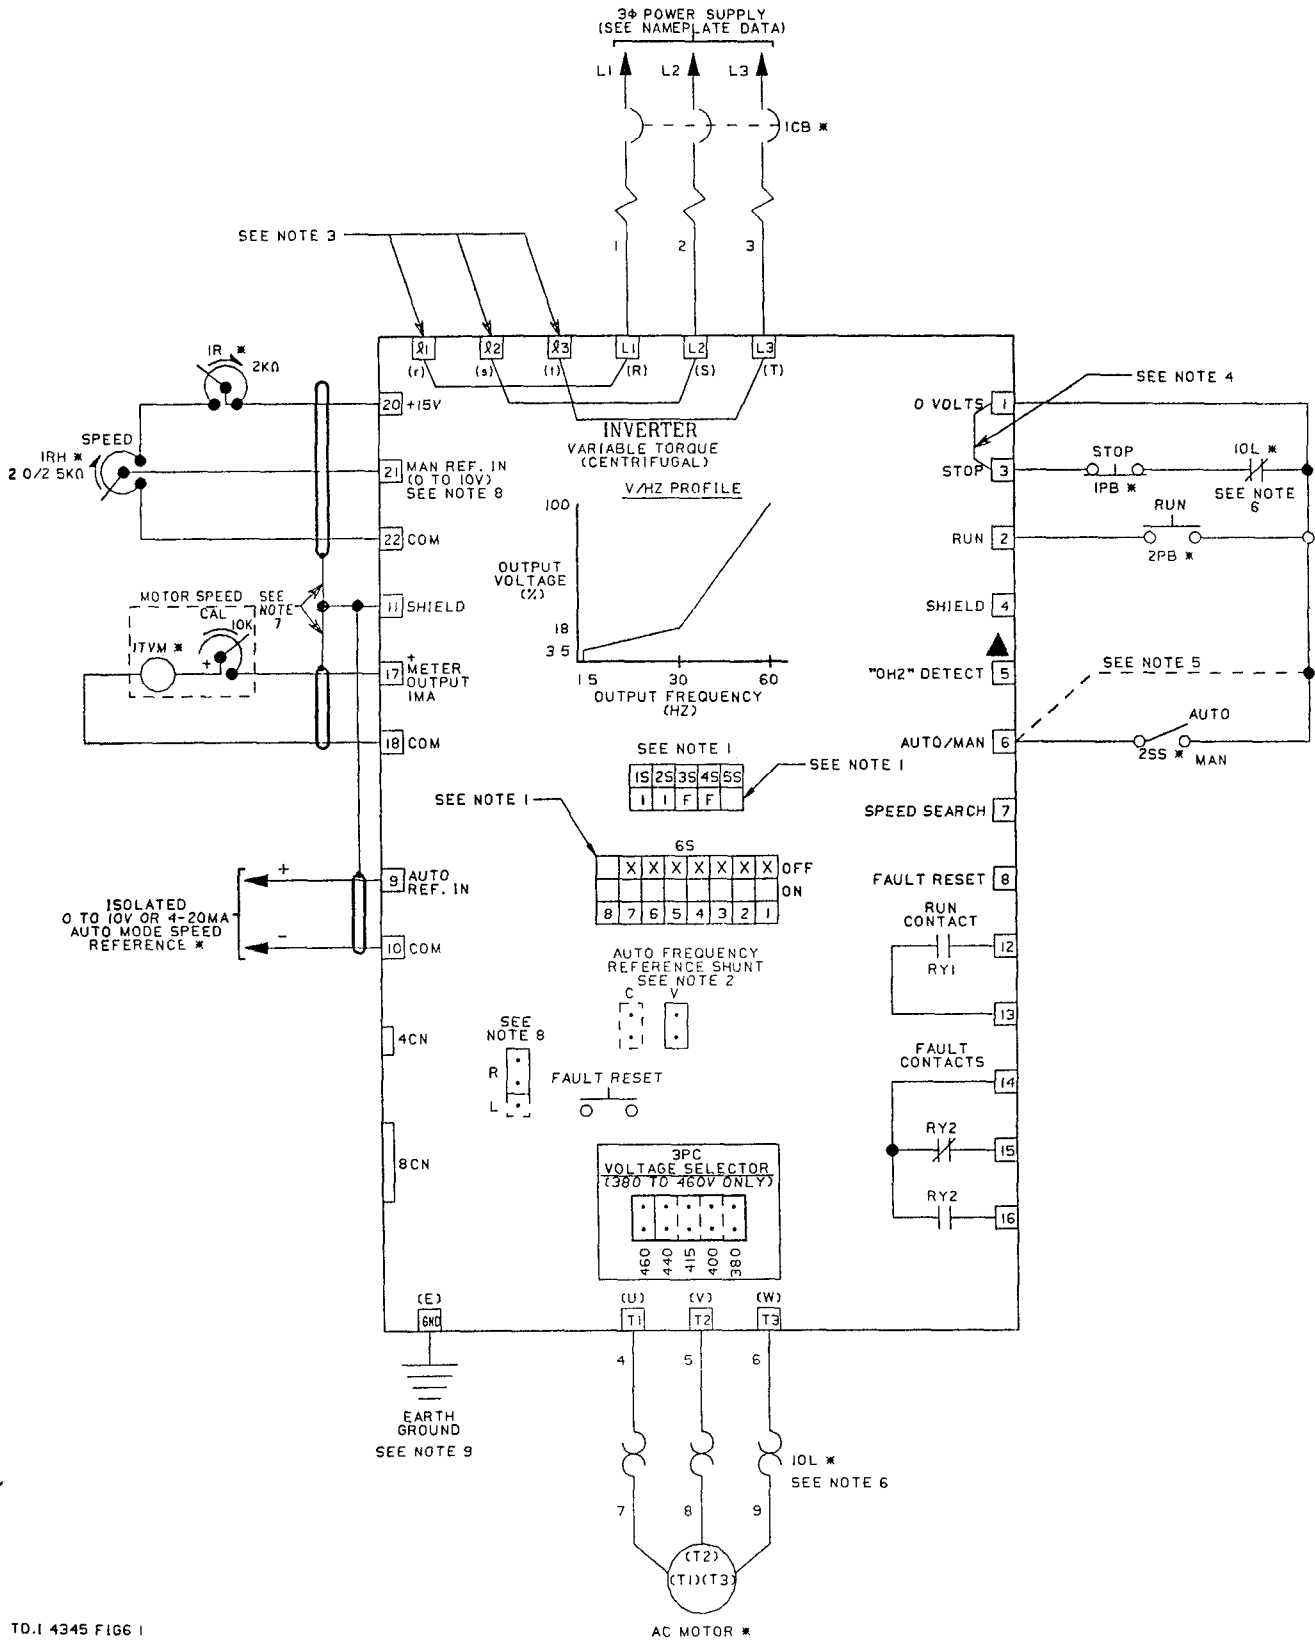 3Φ POWER SUPPLY
(SEE NAMEPLATE DATA)
L1 L2 L3
1CB *
1 2 3
SEE NOTE 3
ℓ1 ℓ2 ℓ3 L1 L2 L3
(r) (s) (t) (R) (S) (T)
1R *
2KΩ
SPEED
1RH *
2 0/2 5KΩ
20 +15V
21 MAN REF. IN
(0 TO 10V)
SEE NOTE 8
22 COM
INVERTER
VARIABLE TORQUE
(CENTRIFUGAL)
V/HZ PROFILE
100
OUTPUT
VOLTAGE
(%)
18
3 5
1 5 30 60
OUTPUT FREQUENCY
(HZ)
0 VOLTS 1
SEE NOTE 4
STOP 3
STOP
1PB *
10L *
SEE NOTE
6
RUN 2
RUN
2PB *
SHIELD 4
"OH2" DETECT 5
SEE NOTE 5
AUTO/MAN 6
AUTO
2SS * MAN
SPEED SEARCH 7
FAULT RESET 8
RUN
CONTACT
12
RY1
13
FAULT
CONTACTS
14
RY2
15
RY2
16
MOTOR SPEED
CAL
10K
1TVM *
+
SEE
NOTE
7
11 SHIELD
+
17 METER
OUTPUT
1MA
18 COM
SEE NOTE 1
1S 2S 3S 4S 5S
1 1 F F
SEE NOTE 1
SEE NOTE 1
6S
X X X X X X X OFF
ON
8 7 6 5 4 3 2 1
+
9 AUTO
REF. IN
ISOLATED
0 TO 10V OR 4-20MA
AUTO MODE SPEED
REFERENCE *
-
10 COM
AUTO FREQUENCY
REFERENCE SHUNT
SEE NOTE 2
C V
4CN
SEE
NOTE 8
R
L
FAULT RESET
8CN
3PC
VOLTAGE SELECTOR
(380 TO 460V ONLY)
460 440 415 400 380
(E) (U) (V) (W)
GND T1 T2 T3
4 5 6
EARTH
GROUND
SEE NOTE 9
10L *
SEE NOTE 6
7 8 9
(T2)
(T1)(T3)
AC MOTOR *
TD.1 4345 FIG6 1